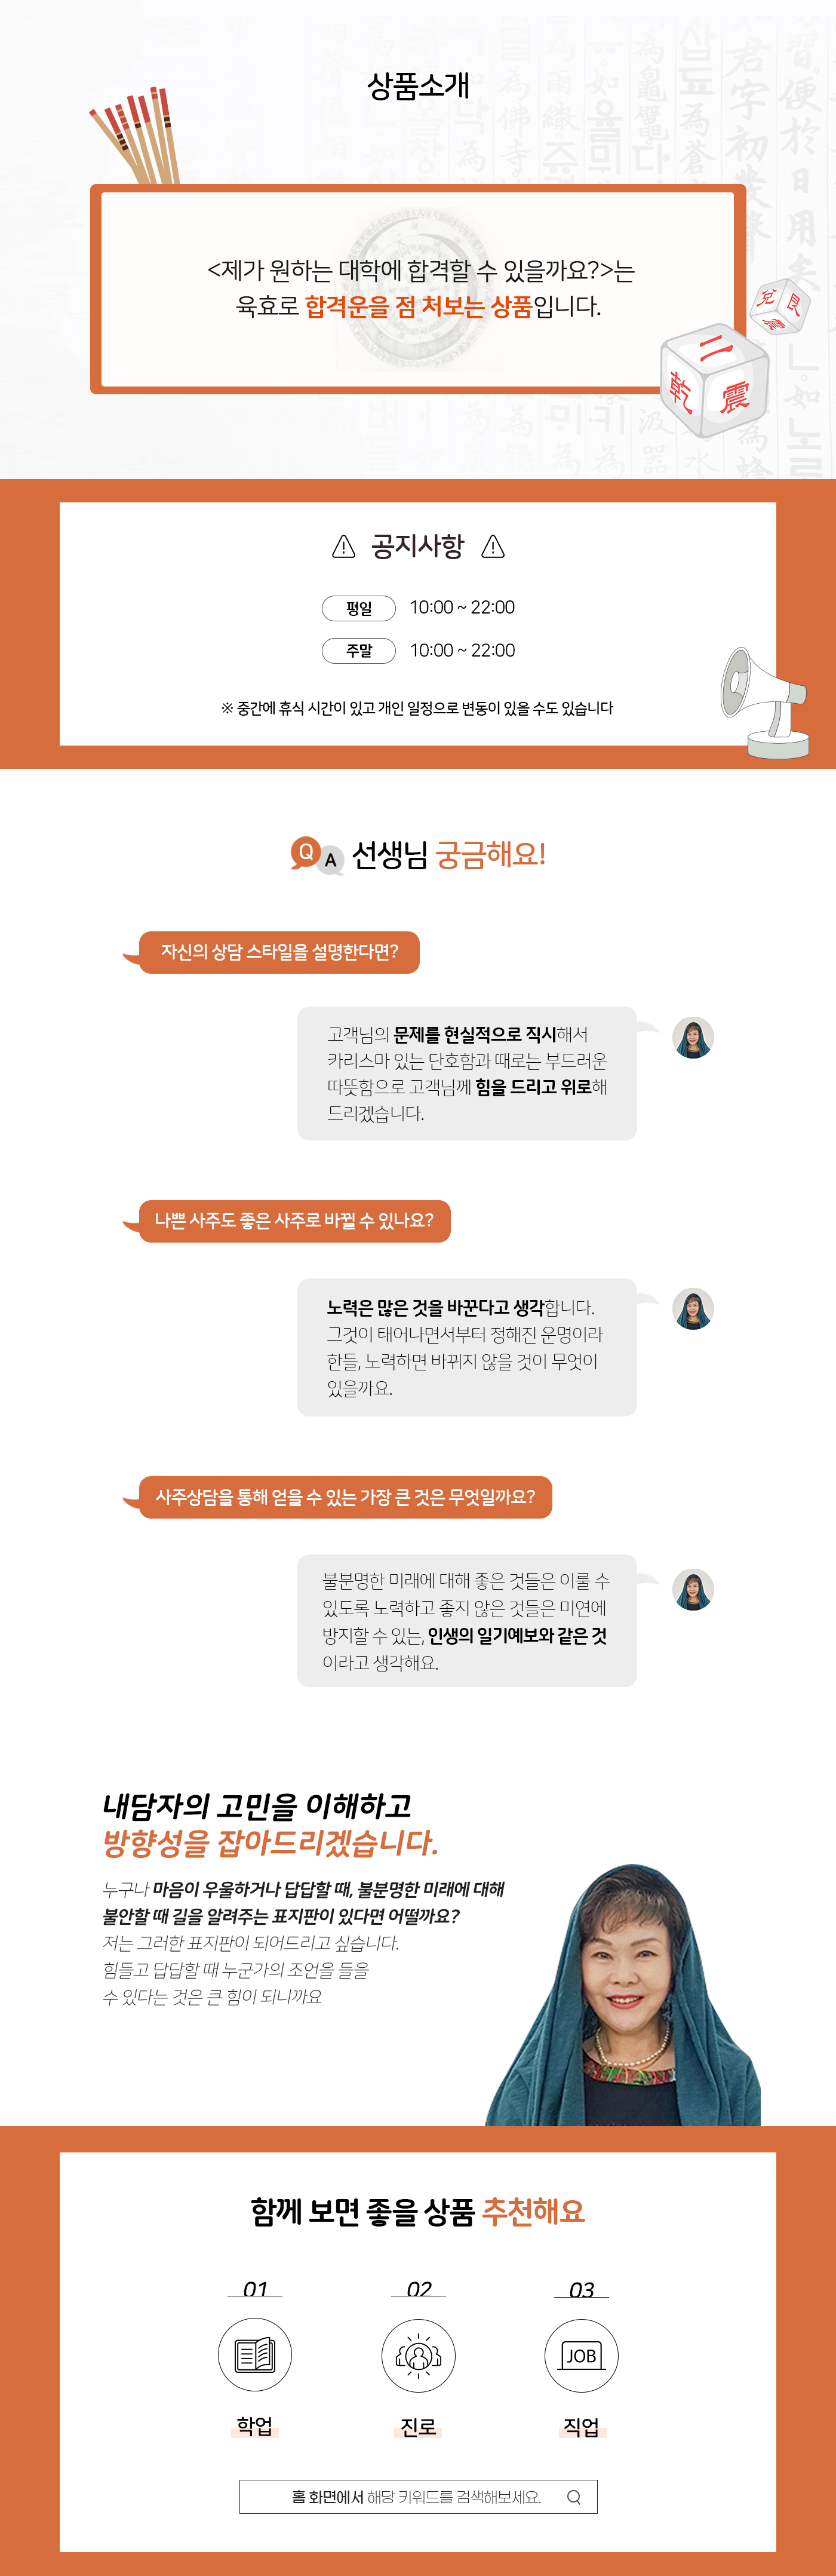 상품소개
<제가 원하는 대학에 합격할 수 있을까요?>는
육효로 합격운을 점 처보는 상품입니다.
兌 艮
震
二
乾 震
공지사항
평일 10:00 ~ 22:00
주말 10:00 ~ 22:00
※ 중간에 휴식 시간이 있고 개인 일정으로 변동이 있을 수도 있습니다
Q A 선생님 궁금해요!
자신의 상담 스타일을 설명한다면?
고객님의 문제를 현실적으로 직시해서
카리스마 있는 단호함과 때로는 부드러운
따뜻함으로 고객님께 힘을 드리고 위로해
드리겠습니다.
나쁜 사주도 좋은 사주로 바뀔 수 있나요?
노력은 많은 것을 바꾼다고 생각합니다.
그것이 태어나면서부터 정해진 운명이라
한들, 노력하면 바뀌지 않을 것이 무엇이
있을까요.
사주상담을 통해 얻을 수 있는 가장 큰 것은 무엇일까요?
불분명한 미래에 대해 좋은 것들은 이룰 수
있도록 노력하고 좋지 않은 것들은 미연에
방지할 수 있는, 인생의 일기예보와 같은 것
이라고 생각해요.
내담자의 고민을 이해하고
방향성을 잡아드리겠습니다.
누구나 마음이 우울하거나 답답할 때, 불분명한 미래에 대해
불안할 때 길을 알려주는 표지판이 있다면 어떨까요?
저는 그러한 표지판이 되어드리고 싶습니다.
힘들고 답답할 때 누군가의 조언을 들을
수 있다는 것은 큰 힘이 되니까요
함께 보면 좋을 상품 추천해요
01 02 03
JOB
학업 진로 직업
홈 화면에서 해당 키워드를 검색해보세요.